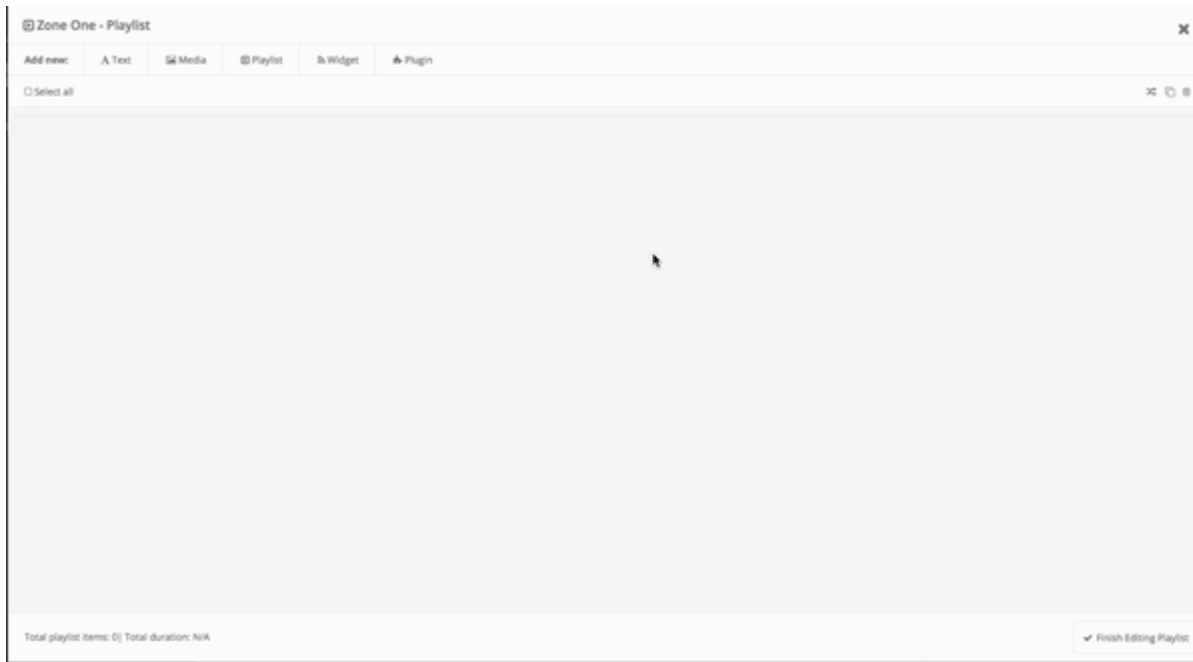 Zone One - Playlist
Add new: Text Media Playlist Widget Plugin
Select all
Total playlist items: 0| Total duration: N/A
Finish Editing Playlist